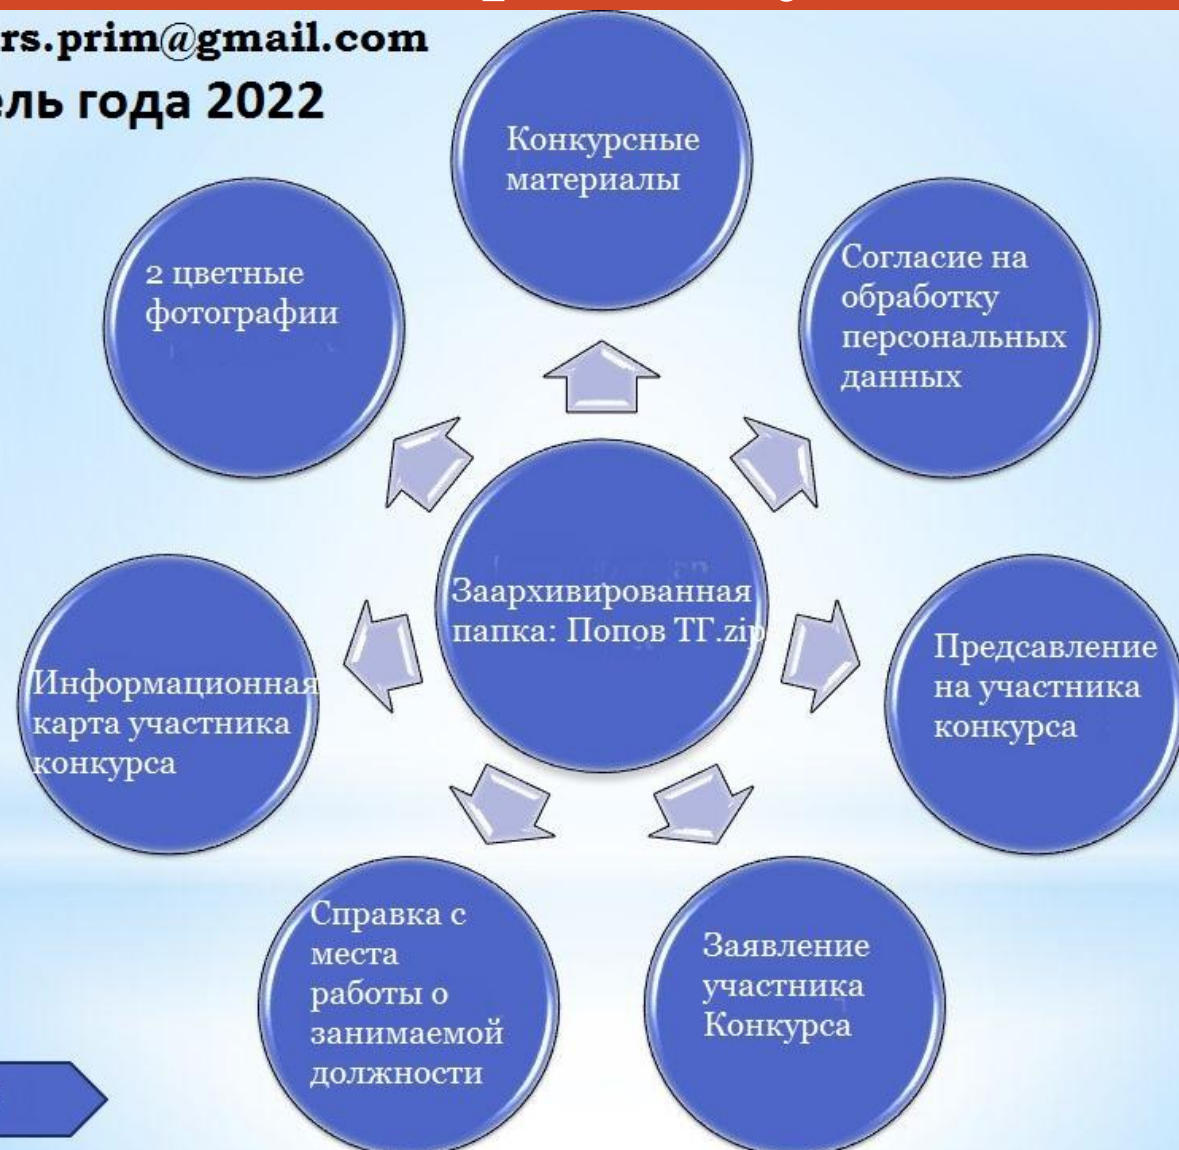 rs.prim@gmail.com
ель года 2022
Конкурсные
материалы
2 цветные
фотографии
Согласие на
обработку
персональных
данных
Заархивированная
папка: Попов ТГ.zip
Информационная
карта участника
конкурса
Предсавление
на участника
конкурса
Справка с
места
работы о
занимаемой
должности
Заявление
участника
Конкурса